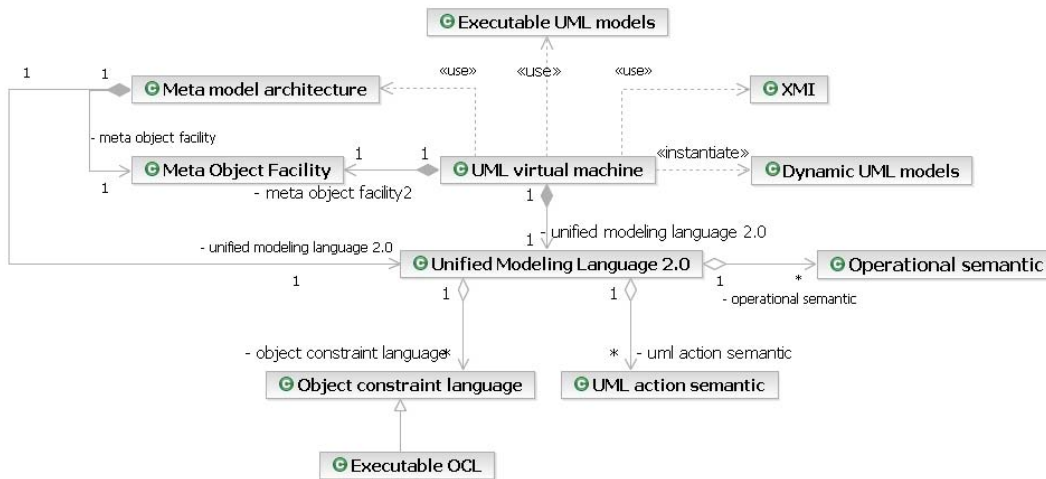 Executable UML models
1
1
«use»
«use»
«use»
Meta model architecture
XMI
- meta object facility
1
1
«instantiate»
1
Meta Object Facility
UML virtual machine
Dynamic UML models
- meta object facility2
1
- unified modeling language 2.0
1
- unified modeling language 2.0
Unified Modeling Language 2.0
Operational semantic
1
1
1
1
*
- operational semantic
- object constraint language
*
*
- uml action semantic
Object constraint language
UML action semantic
Executable OCL